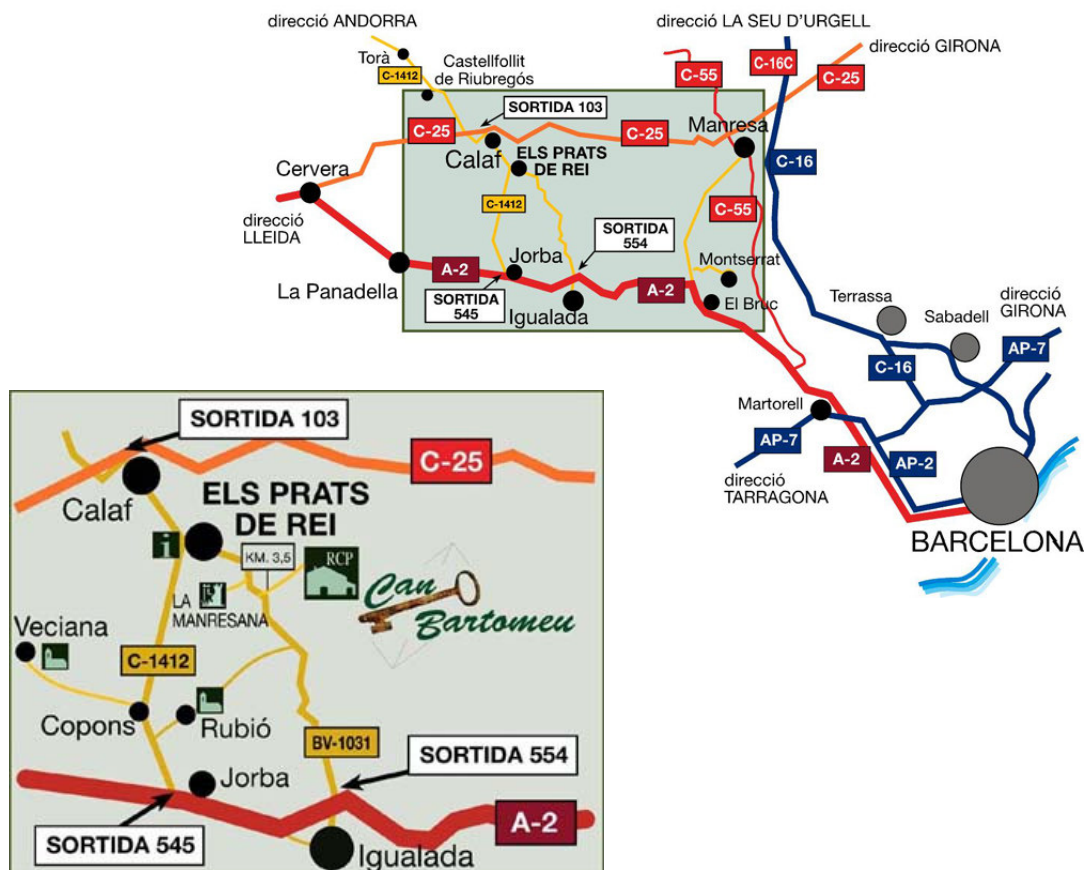 direcció ANDORRA
direcció LA SEU D'URGELL
direcció GIRONA
Torà
C-1412
Castellfollit
de Riubregós
C-55
C-16C
C-25
SORTIDA 103
C-25
C-25
Manresa
Calaf
ELS PRATS
DE REI
Cervera
C-16
C-1412
C-55
direcció
LLEIDA
SORTIDA
554
Jorba
Montserrat
A-2
La Panadella
SORTIDA
545
A-2
El Bruc
Igualada
Terrassa
direcció
GIRONA
Sabadell
AP-7
C-16
Martorell
AP-7
A-2
AP-2
direcció
TARRAGONA
BARCELONA
SORTIDA 103
C-25
Calaf
ELS PRATS
DE REI
i
KM. 3,5
RCP
LA
MANRESANA
Can
Bartomeu
Veciana
C-1412
Copons
Rubió
BV-1031
SORTIDA 554
Jorba
A-2
SORTIDA 545
Igualada